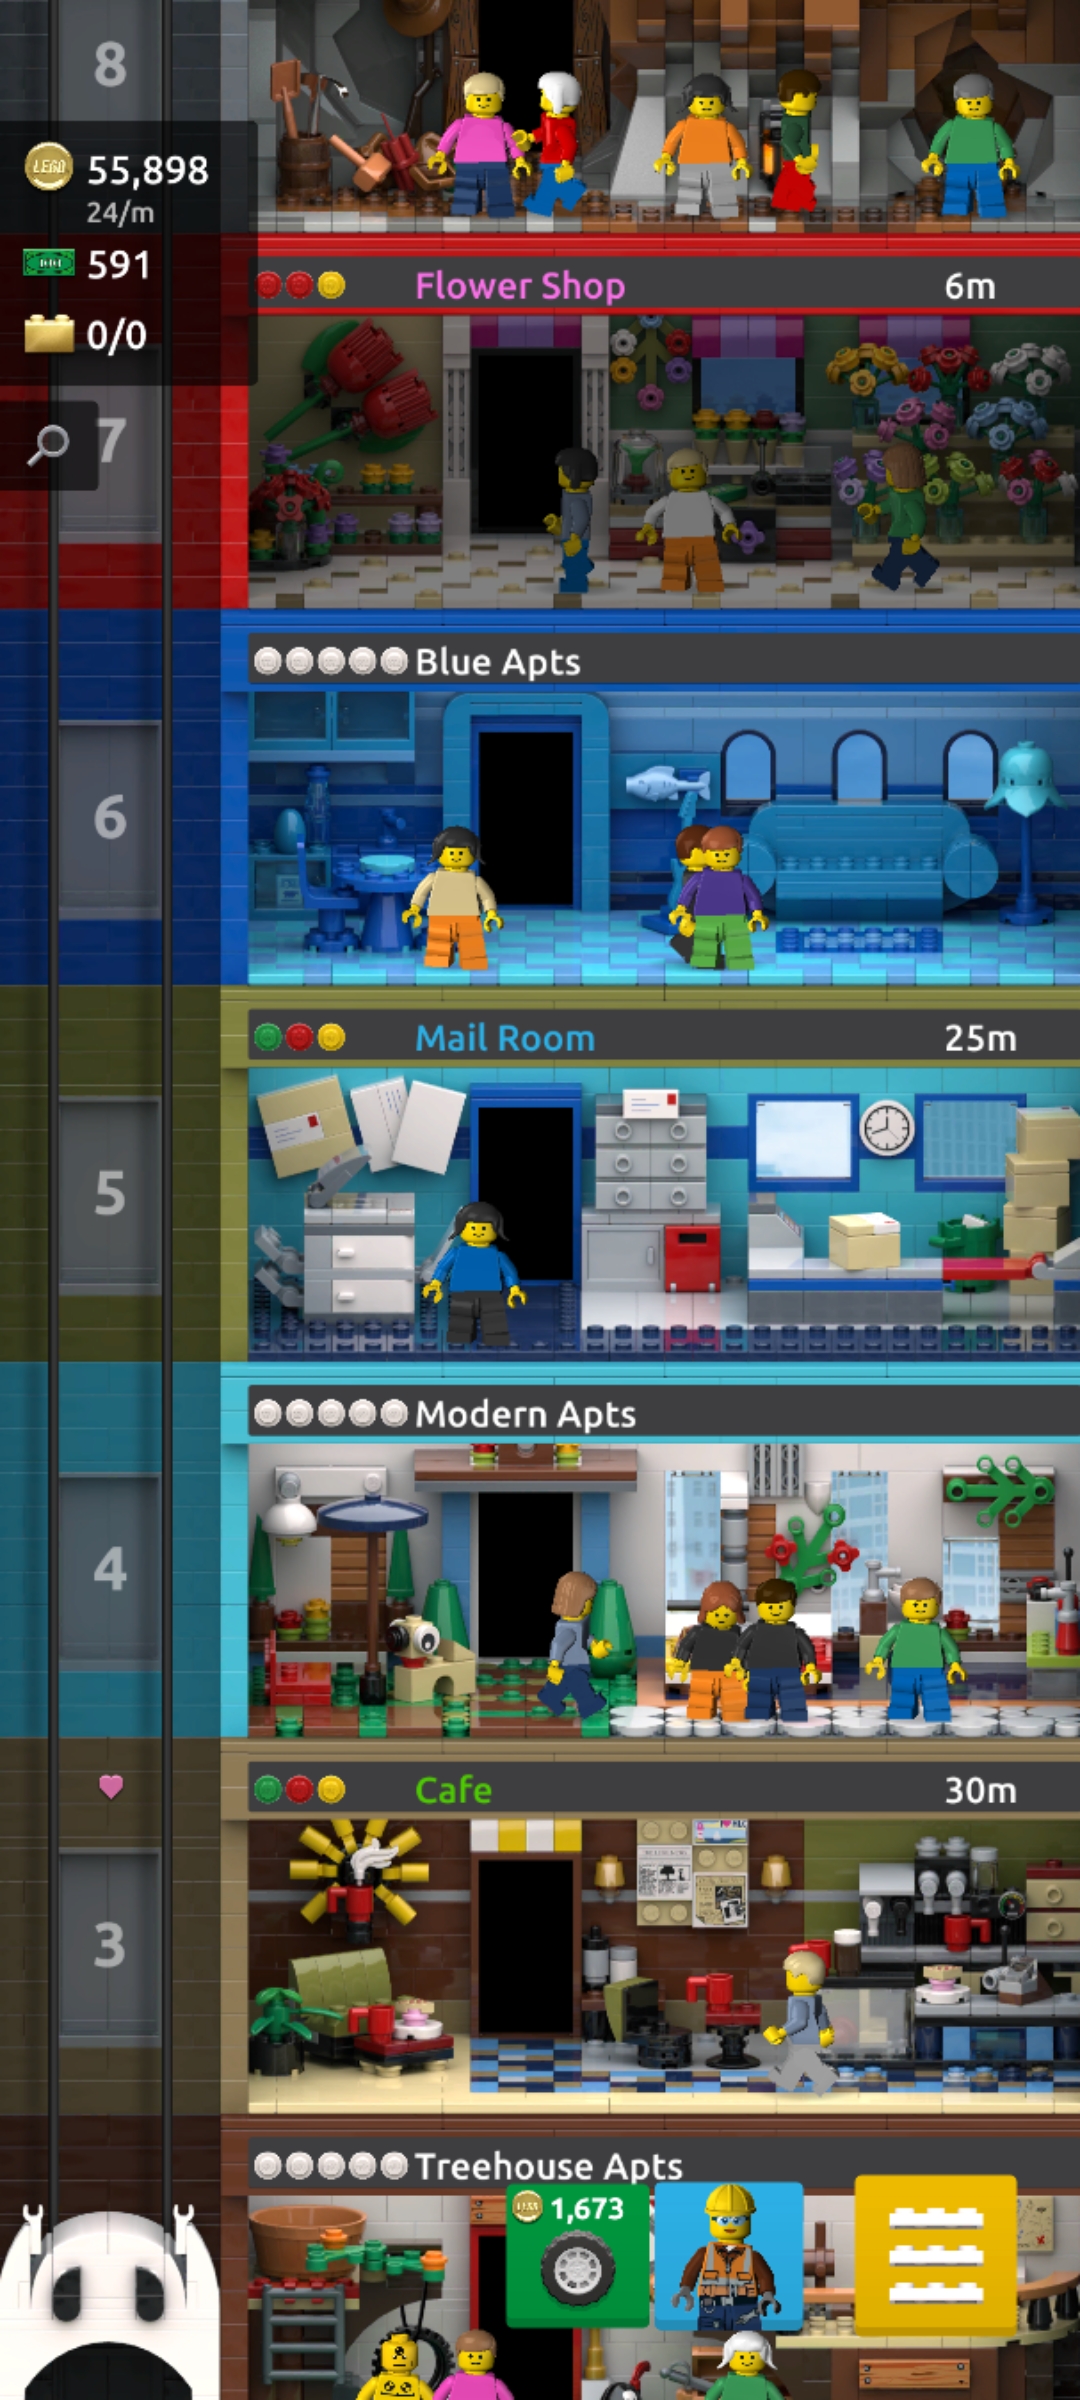 8
LEGO 55,898
24/m
591
0/0
Flower Shop 6m
7
Blue Apts
6
Mail Room 25m
5
Modern Apts
4
Cafe 30m
3
Treehouse Apts
1,673